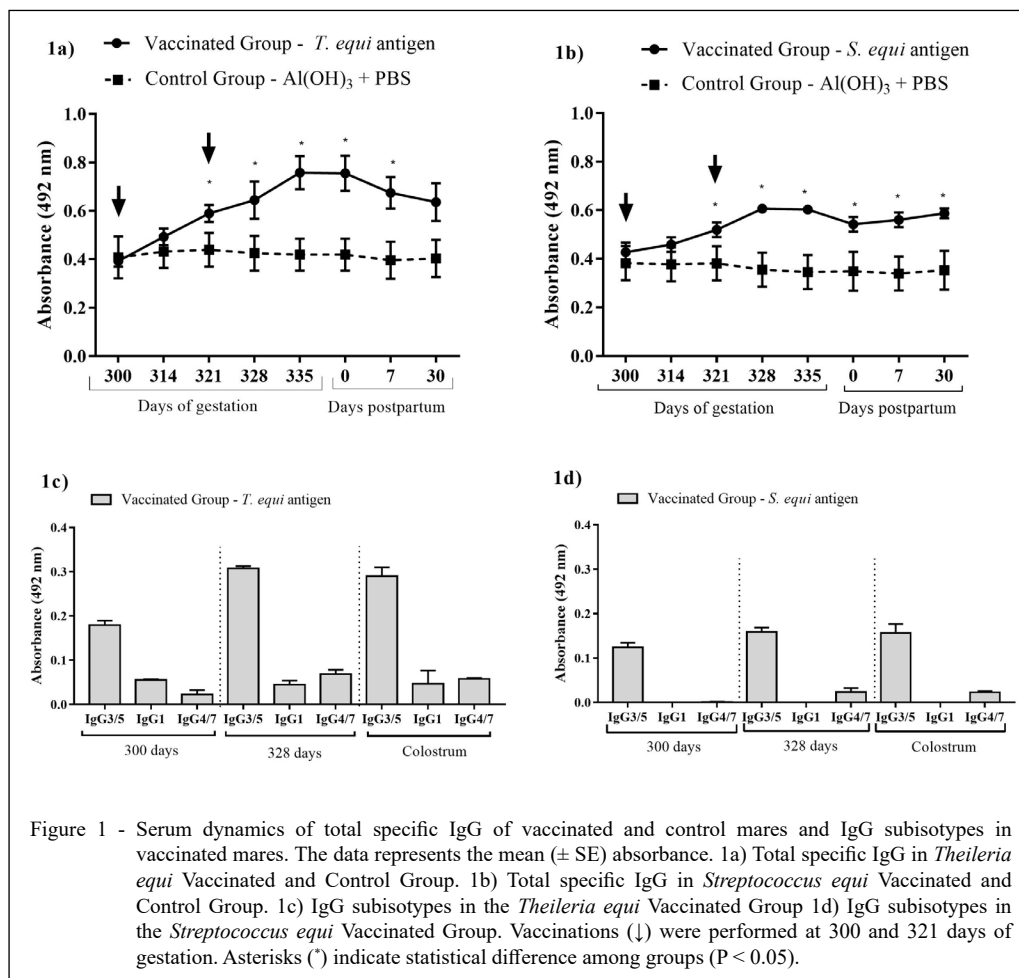 1a)
Vaccinated Group - T. equi antigen
Control Group - Al(OH)3 + PBS
Absorbance (492 nm)
1.0
0.8
0.6
0.4
0.2
0.0
* * * * *
300 314 321 328 335 0 7 30
Days of gestation Days postpartum
1b)
Vaccinated Group - S. equi antigen
Control Group - Al(OH)3 + PBS
Absorbance (492 nm)
1.0
0.8
0.6
0.4
0.2
0.0
* * * * * *
300 314 321 328 335 0 7 30
Days of gestation Days postpartum
1c)
Vaccinated Group - T. equi antigen
Absorbance (492 nm)
0.4
0.3
0.2
0.1
0.0
IgG3/5 IgG1 IgG4/7 IgG3/5 IgG1 IgG4/7 IgG3/5 IgG1 IgG4/7
300 days 328 days Colostrum
1d)
Vaccinated Group - S. equi antigen
Absorbance (492 nm)
0.4
0.3
0.2
0.1
0.0
IgG3/5 IgG1 IgG4/7 IgG3/5 IgG1 IgG4/7 IgG3/5 IgG1 IgG4/7
300 days 328 days Colostrum
Figure 1 - Serum dynamics of total specific IgG of vaccinated and control mares and IgG subisotypes in
vaccinated mares. The data represents the mean (± SE) absorbance. 1a) Total specific IgG in Theileria
equi Vaccinated and Control Group. 1b) Total specific IgG in Streptococcus equi Vaccinated and
Control Group. 1c) IgG subisotypes in the Theileria equi Vaccinated Group 1d) IgG subisotypes in
the Streptococcus equi Vaccinated Group. Vaccinations (↓) were performed at 300 and 321 days of
gestation. Asterisks (*) indicate statistical difference among groups (P < 0.05).